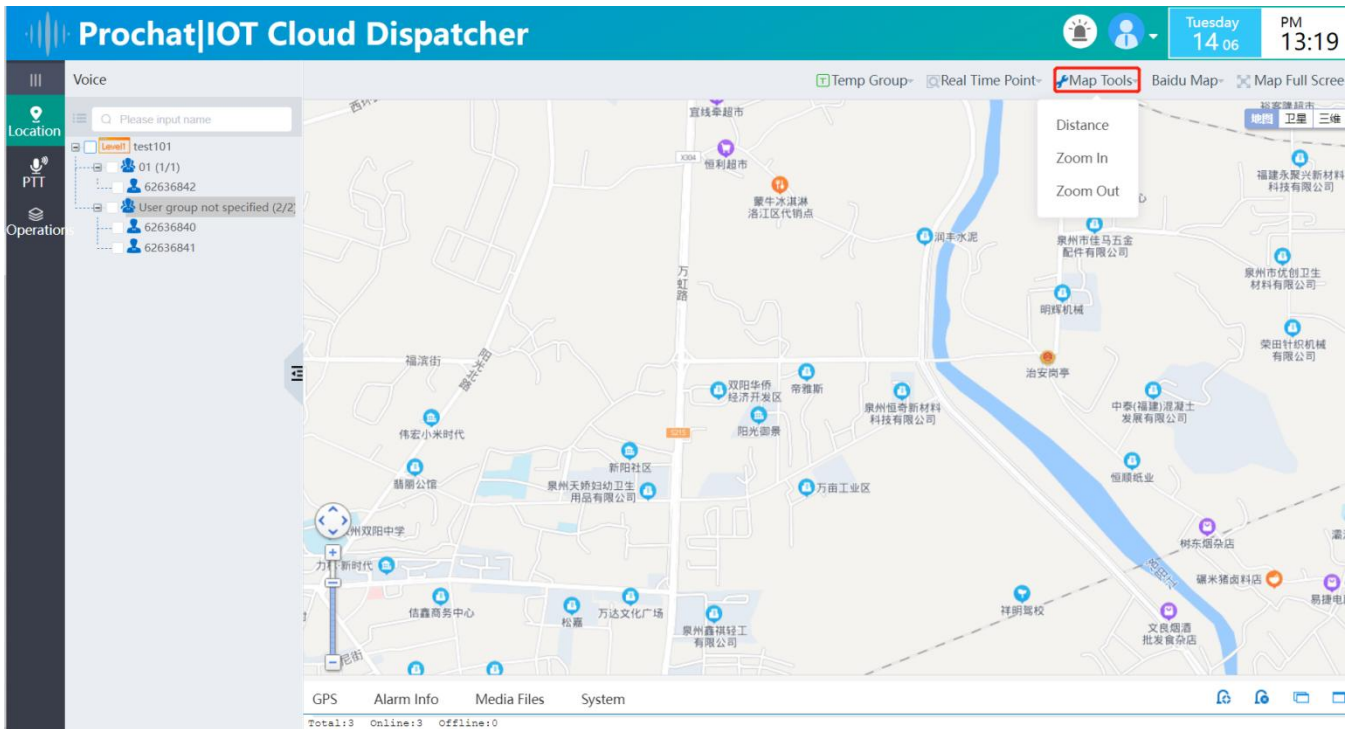 Prochat|IOT Cloud Dispatcher
Tuesday
14 06
PM
13:19
Voice
Temp Group
Real Time Point
Map Tools
Baidu Map
Map Full Scree
Location
PTT
Operations
Please input name
Level1 test101
01 (1/1)
62636842
User group not specified (2/2)
62636840
62636841
Distance
Zoom In
Zoom Out
地图
卫星
三维
X304
恒利超市
蒙牛冰淇淋
洛江区代销点
润丰水泥
泉州市佳马五金
配件有限公司
福建永聚兴新材料
科技有限公司
泉州市优创卫生
材料有限公司
明辉机械
荣田针织机械
有限公司
治安岗亭
万虹路
福滨街
双阳华侨
经济开发区
帝雅斯
泉州恒奇新材料
科技有限公司
中泰(福建)混凝土
发展有限公司
阳光御景
伟宏小米时代
新阳社区
恒顺纸业
翡丽公馆
泉州天娇妇幼卫生
用品有限公司
万亩工业区
州双阳中学
树东烟杂店
新时代
碾米猪卤料店
易捷电
佶鑫商务中心
松嘉
万达文化广场
祥明驾校
泉州鑫祺轻工
有限公司
文良烟酒
批发食杂店
尼街
GPS
Alarm Info
Media Files
System
Total:3 Online:3 Offline:0